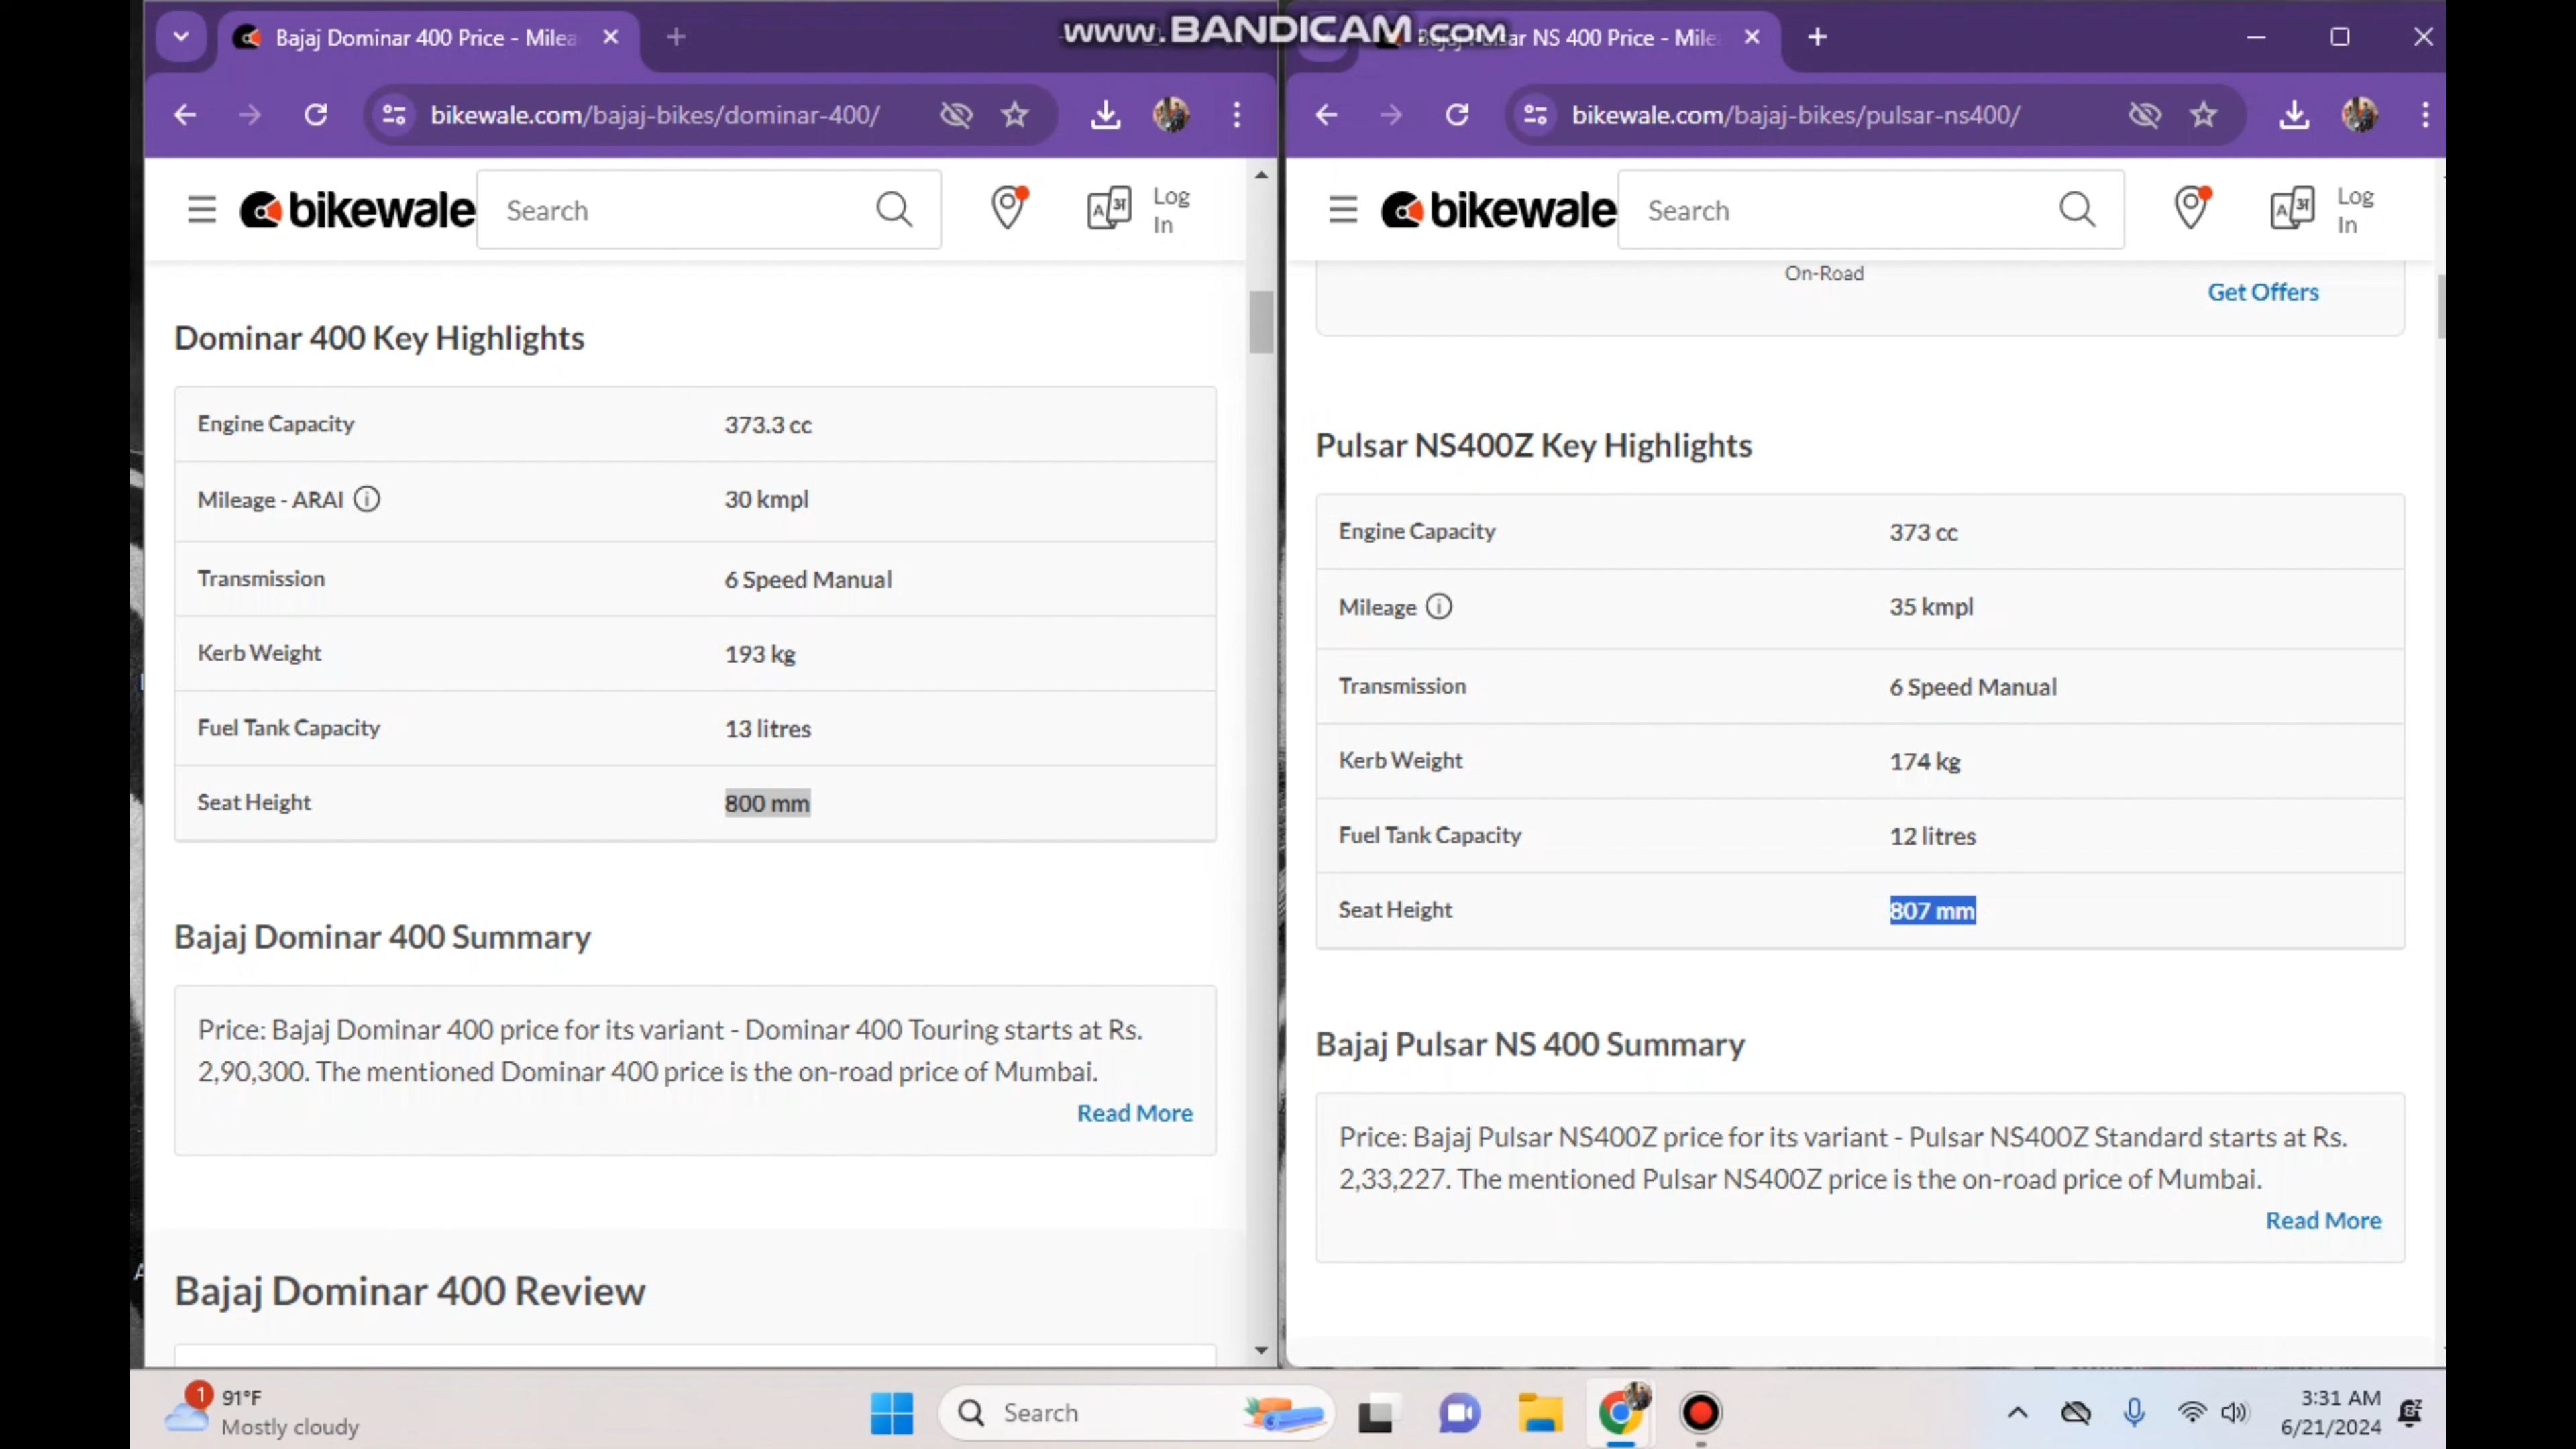 www.BANDICAM.com
Bajaj Dominar 400 Price - Milea
bikewale.com/bajaj-bikes/dominar-400/
bikewale
Search
Log
In
Dominar 400 Key Highlights
Engine Capacity 373.3 cc
Mileage - ARAI 30 kmpl
Transmission 6 Speed Manual
Kerb Weight 193 kg
Fuel Tank Capacity 13 litres
Seat Height 800 mm
Bajaj Dominar 400 Summary
Price: Bajaj Dominar 400 price for its variant - Dominar 400 Touring starts at Rs.
2,90,300. The mentioned Dominar 400 price is the on-road price of Mumbai.
Read More
Bajaj Dominar 400 Review
Bajaj Pulsar NS 400 Price - Mile
bikewale.com/bajaj-bikes/pulsar-ns400/
bikewale
Search
Log
In
On-Road
Get Offers
Pulsar NS400Z Key Highlights
Engine Capacity 373 cc
Mileage 35 kmpl
Transmission 6 Speed Manual
Kerb Weight 174 kg
Fuel Tank Capacity 12 litres
Seat Height 807 mm
Bajaj Pulsar NS 400 Summary
Price: Bajaj Pulsar NS400Z price for its variant - Pulsar NS400Z Standard starts at Rs.
2,33,227. The mentioned Pulsar NS400Z price is the on-road price of Mumbai.
Read More
1
91°F
Mostly cloudy
Search
3:31 AM
6/21/2024